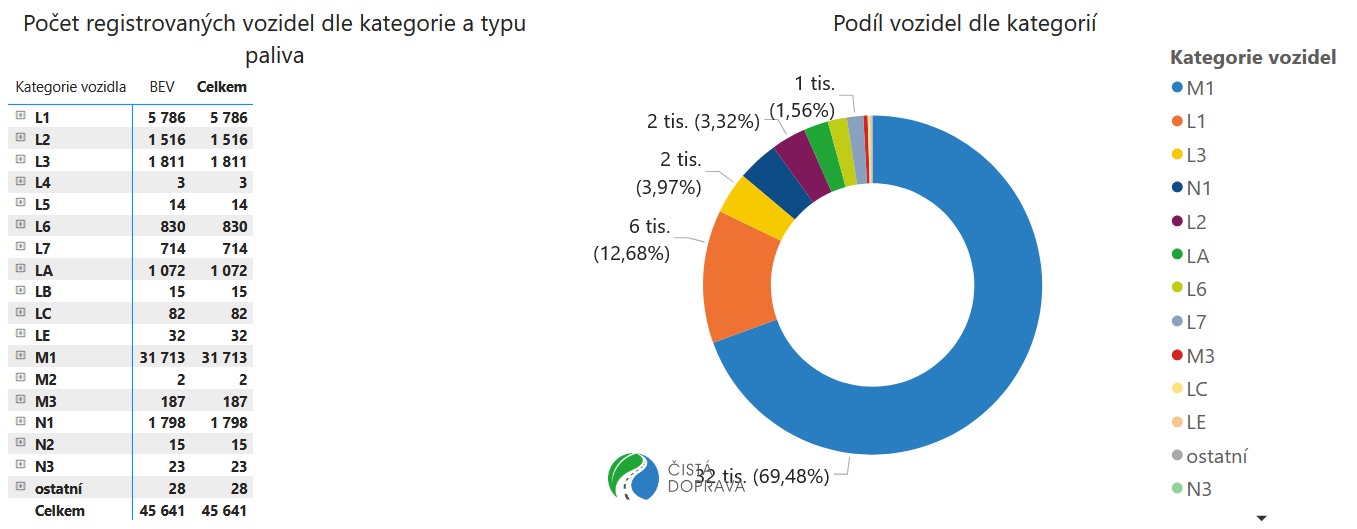 Počet registrovaných vozidel dle kategorie a typu
paliva
Kategorie vozidla BEV Celkem
L1 5 786 5 786
L2 1 516 1 516
L3 1 811 1 811
L4 3 3
L5 14 14
L6 830 830
L7 714 714
LA 1 072 1 072
LB 15 15
LC 82 82
LE 32 32
M1 31 713 31 713
M2 2 2
M3 187 187
N1 1 798 1 798
N2 15 15
N3 23 23
ostatní 28 28
Celkem 45 641 45 641
Podíl vozidel dle kategorií
1 tis.
(1,56%)
2 tis. (3,32%)
2 tis.
(3,97%)
6 tis.
(12,68%)
32 tis. (69,48%)
ČISTÁ
DOPRAVA
Kategorie vozidel
M1
L1
L3
N1
L2
LA
L6
L7
M3
LC
LE
ostatní
N3